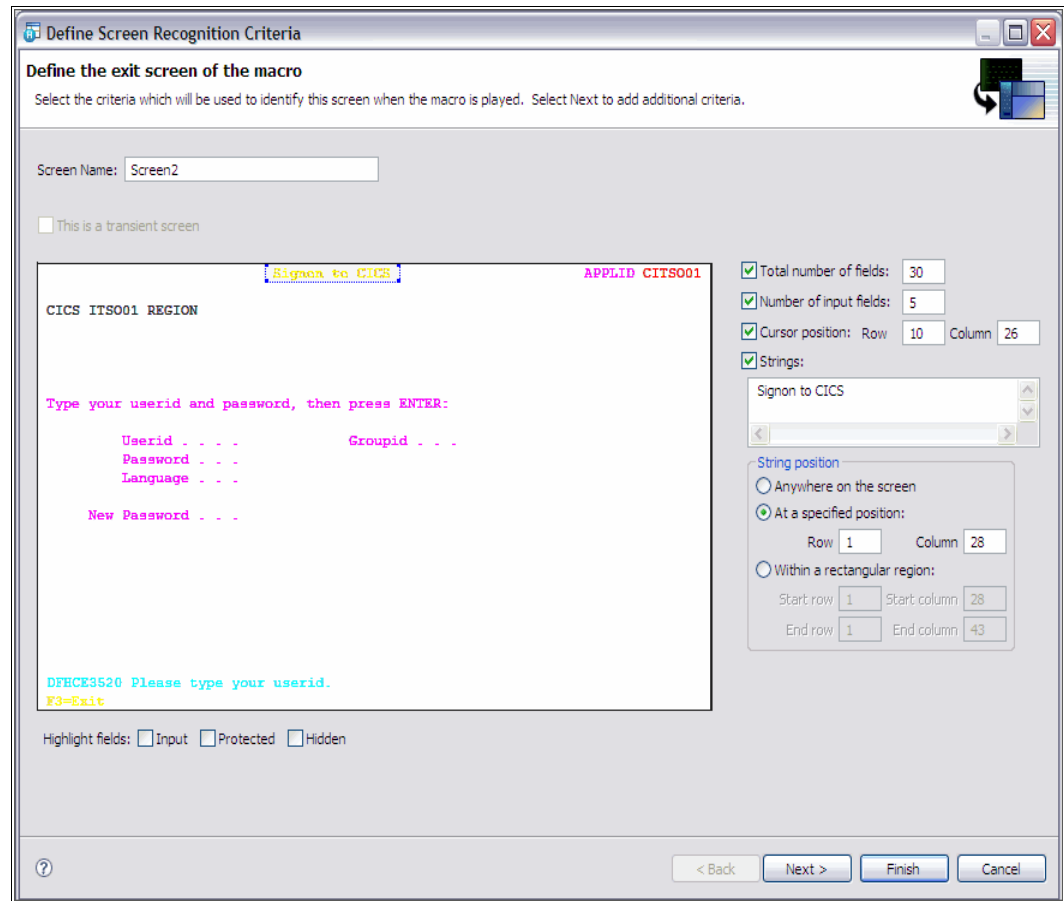 Define Screen Recognition Criteria
Define the exit screen of the macro
Select the criteria which will be used to identify this screen when the macro is played. Select Next to add additional criteria.
Screen Name: Screen2
This is a transient screen
Signon to CICS APPLID CITSO01
CICS ITSO01 REGION
Type your userid and password, then press ENTER:
Userid . . . . Groupid . . .
Password . . .
Language . . .
New Password . . .
DFHCE3520 Please type your userid.
F3=Exit
Total number of fields: 30
Number of input fields: 5
Cursor position: Row 10 Column 26
Strings:
Signon to CICS
String position
Anywhere on the screen
At a specified position:
Row 1 Column 28
Within a rectangular region:
Start row 1 Start column 28
End row 1 End column 43
Highlight fields: Input Protected Hidden
?
< Back Next > Finish Cancel